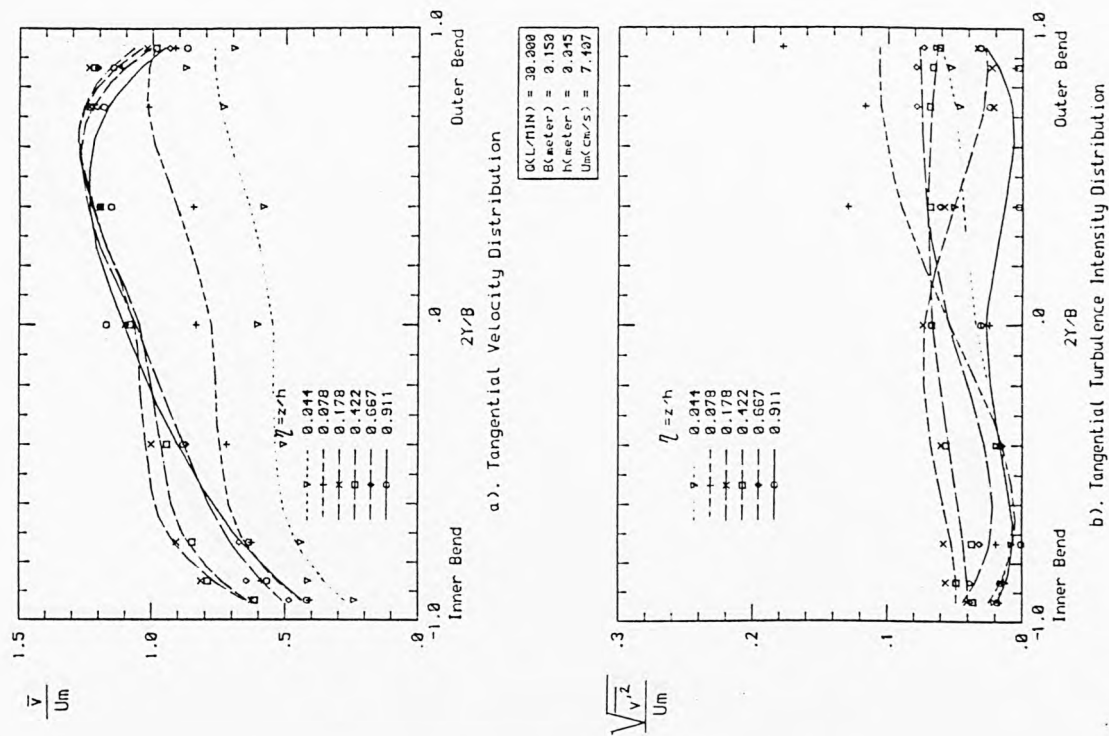 1.5
1.0
.5
.0
v
Um
-1.0
.0
1.0
Inner Bend
2Y/B
Outer Bend
η=z/h
0.044
0.078
0.178
0.422
0.667
0.911
a). Tangential Velocity Distribution
Q(L/MIN) = 30.000
B(meter) = 0.150
h(meter) = 0.045
Um(cm/s) = 7.407
.3
.2
.1
.0
√v'²
Um
-1.0
.0
1.0
Inner Bend
2Y/B
Outer Bend
η=z/h
0.044
0.078
0.178
0.422
0.667
0.911
b). Tangential Turbulence Intensity Distribution